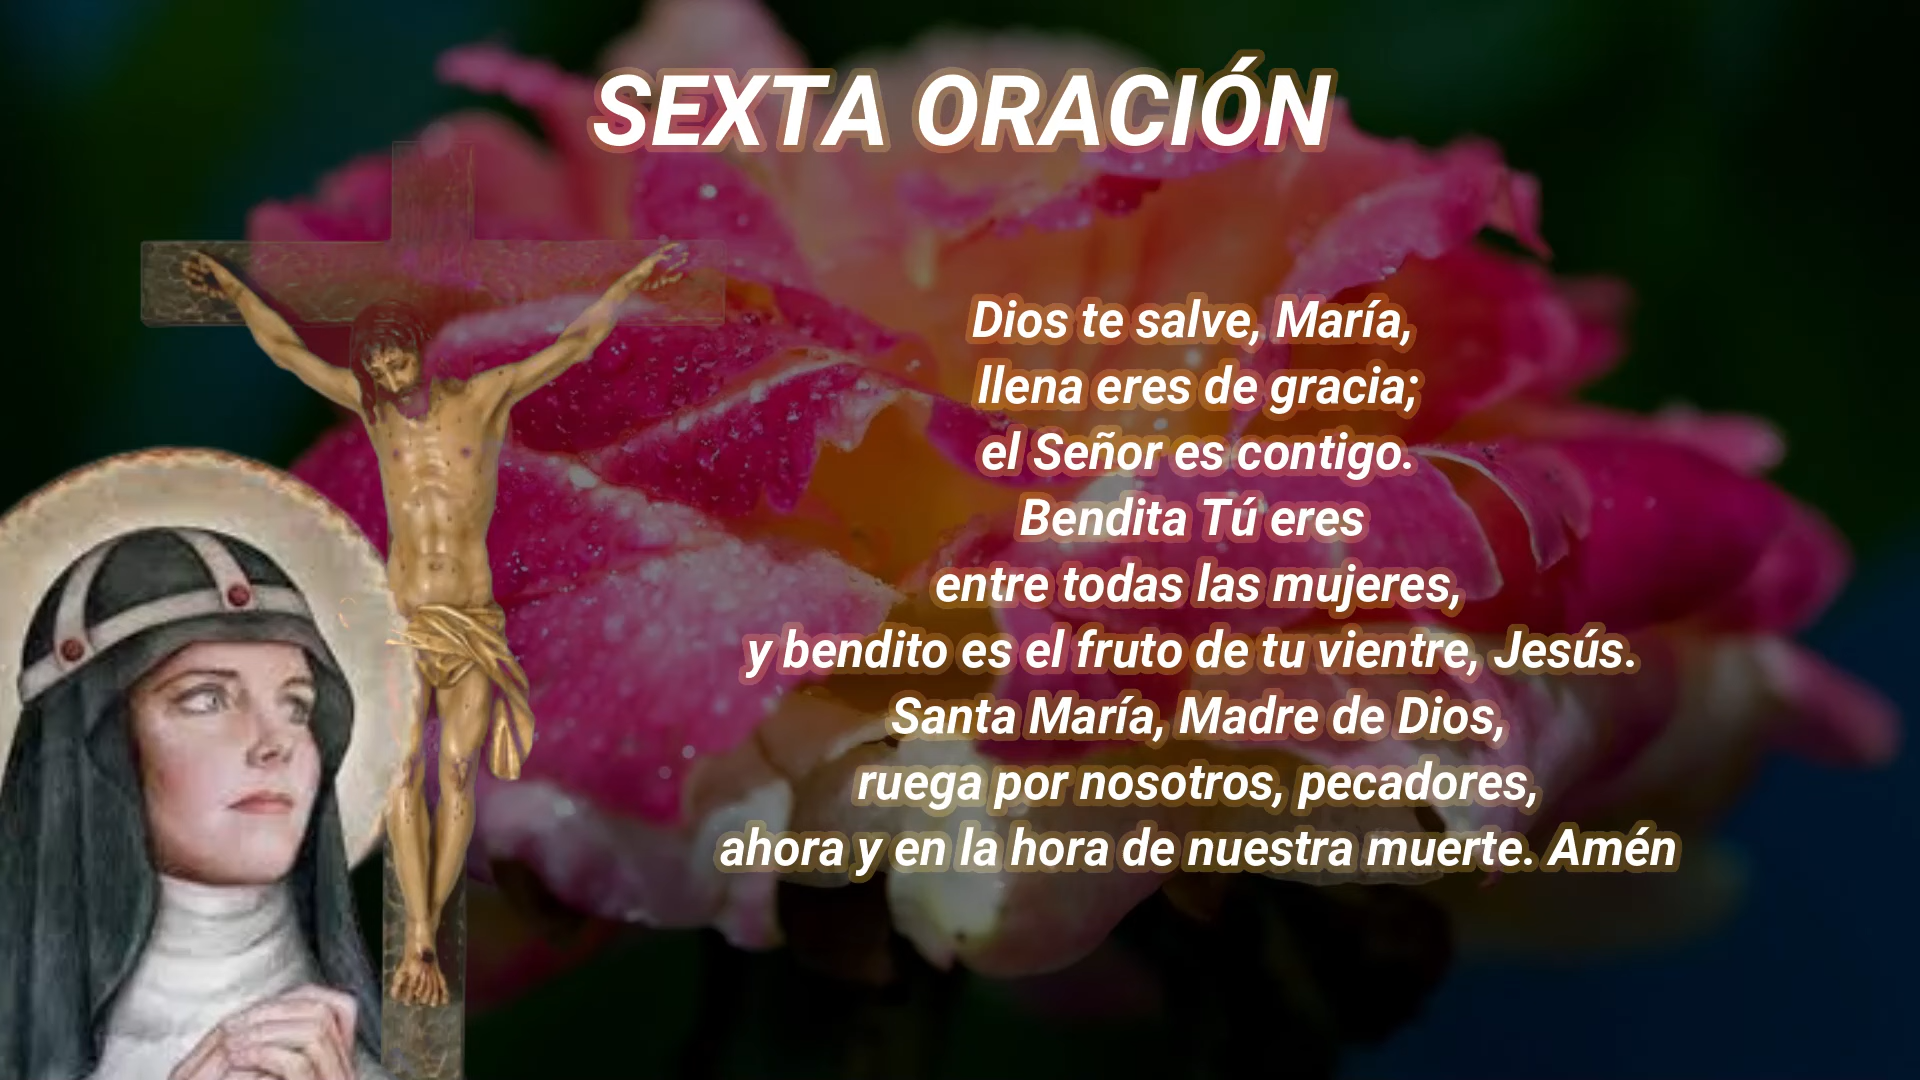 SEXTA ORACIÓN
Dios te salve, María,
llena eres de gracia;
el Señor es contigo.
Bendita Tú eres
entre todas las mujeres,
y bendito es el fruto de tu vientre, Jesús.
Santa María, Madre de Dios,
ruega por nosotros, pecadores,
ahora y en la hora de nuestra muerte. Amén